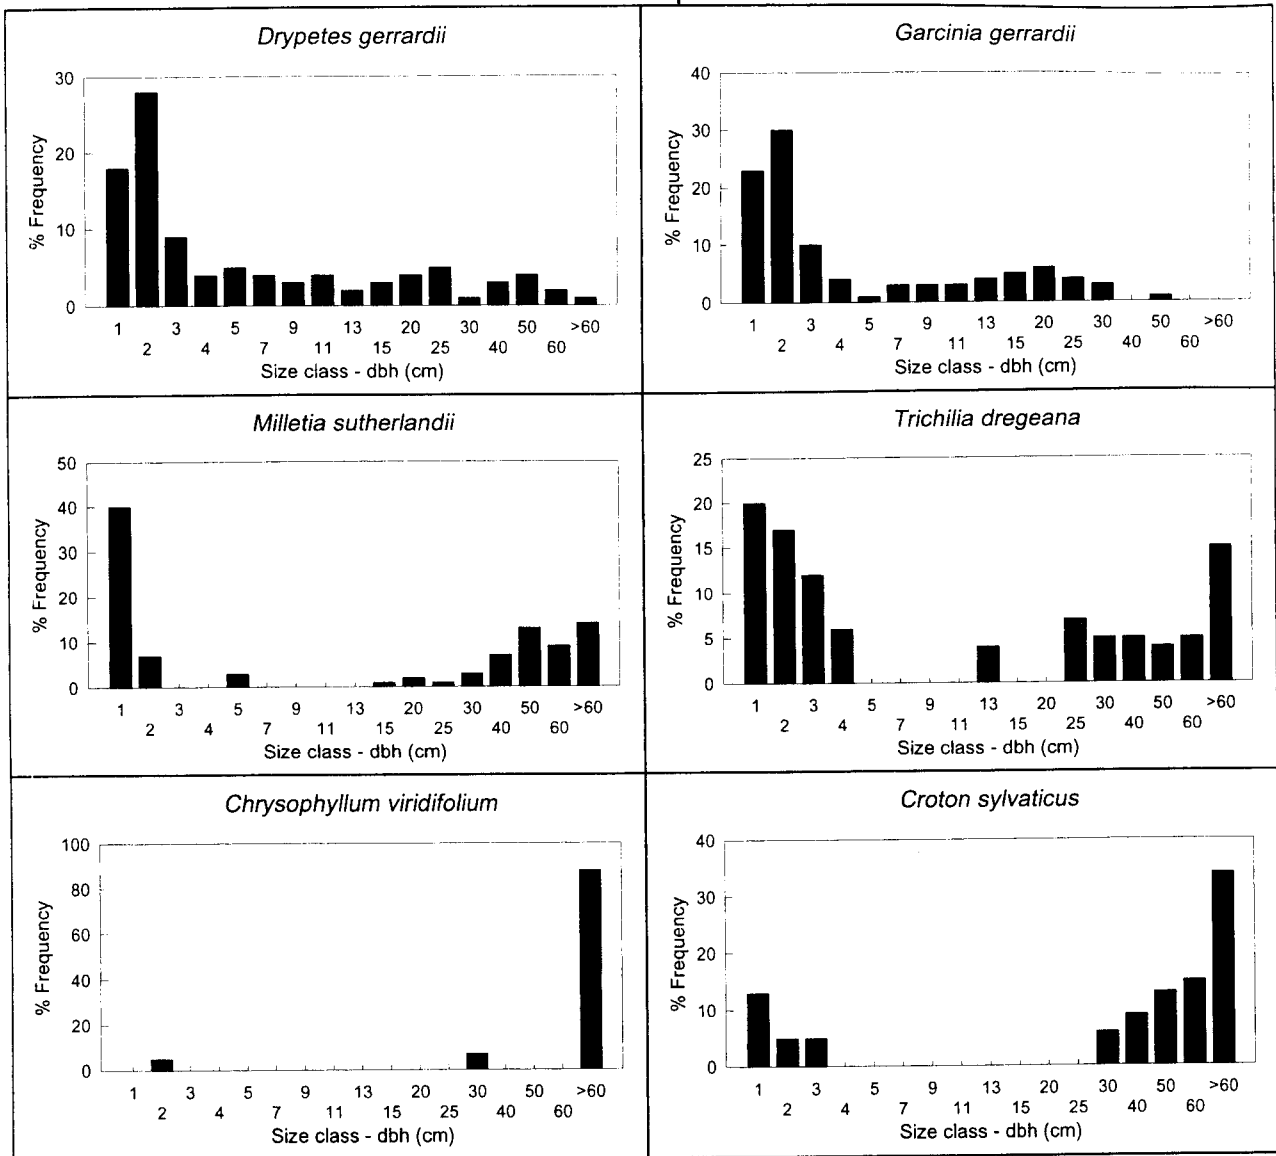 Drypetes gerrardii
30
20
10
0
% Frequency
1 3 5 9 13 20 30 50 >60
2 4 7 11 15 25 40 60
Size class - dbh (cm)
Garcinia gerrardii
40
30
20
10
0
% Frequency
1 3 5 9 13 20 30 50 >60
2 4 7 11 15 25 40 60
Size class - dbh (cm)
Milletia sutherlandii
50
40
30
20
10
0
% Frequency
1 3 5 9 13 20 30 50 >60
2 4 7 11 15 25 40 60
Size class - dbh (cm)
Trichilia dregeana
25
20
15
10
5
0
% Frequency
1 3 5 9 13 20 30 50 >60
2 4 7 11 15 25 40 60
Size class - dbh (cm)
Chrysophyllum viridifolium
100
80
60
40
20
0
% Frequency
1 3 5 9 13 20 30 50 >60
2 4 7 11 15 25 40 60
Size class - dbh (cm)
Croton sylvaticus
40
30
20
10
0
% Frequency
1 3 5 9 13 20 30 50 >60
2 4 7 11 15 25 40 60
Size class - dbh (cm)